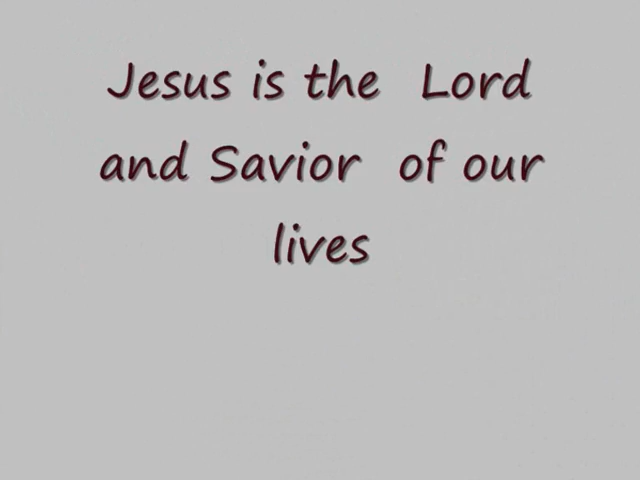 Jesus is the Lord
and Savior of our
lives